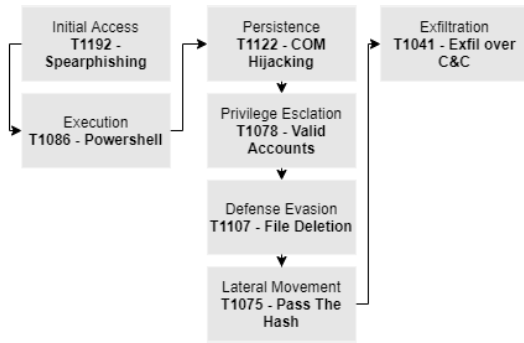 Initial Access
T1192 -
Spearphishing
Execution
T1086 - Powershell
Persistence
T1122 - COM
Hijacking
Privilege Esclation
T1078 - Valid
Accounts
Defense Evasion
T1107 - File Deletion
Lateral Movement
T1075 - Pass The
Hash
Exfiltration
T1041 - Exfil over
C&C